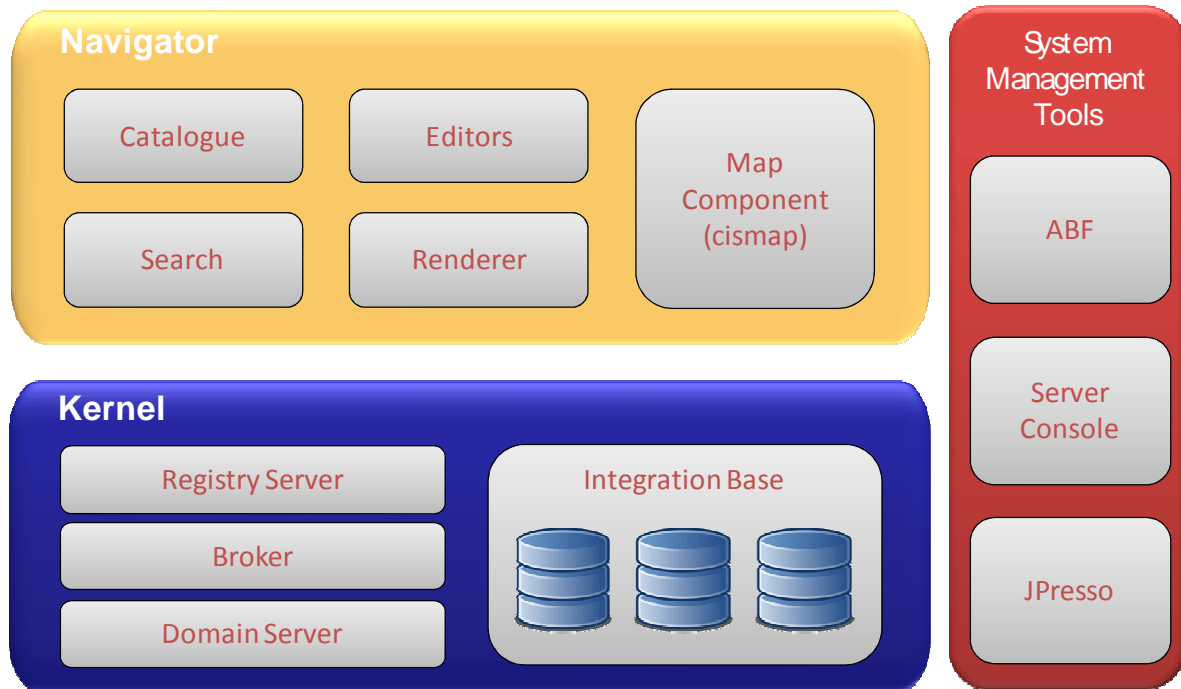 Navigator
Catalogue
Editors
Search
Renderer
Map
Component
(cismap)
Kernel
Registry Server
Broker
Domain Server
Integration Base
System
Management
Tools
ABF
Server
Console
JPresso